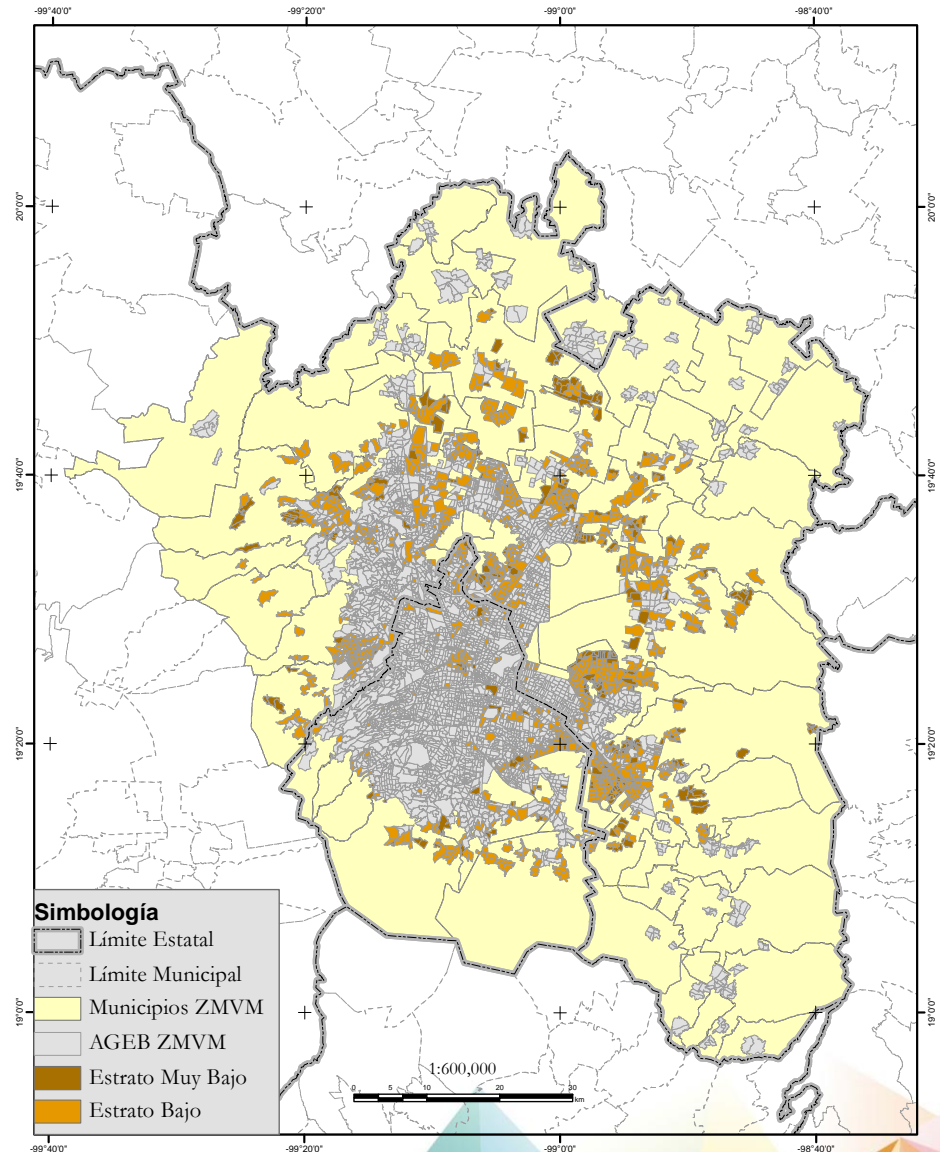 -99°40'0" -99°20'0" -99°0'0" -98°40'0"
20°0'0" 20°0'0"
19°40'0" 19°40'0"
19°20'0" 19°20'0"
19°0'0" 19°0'0"
Simbología
Límite Estatal
Límite Municipal
Municipios ZMVM
AGEB ZMVM
Estrato Muy Bajo
Estrato Bajo
1:600,000
0 5 10 20 30
km
-99°40'0" -99°20'0" -99°0'0" -98°40'0"